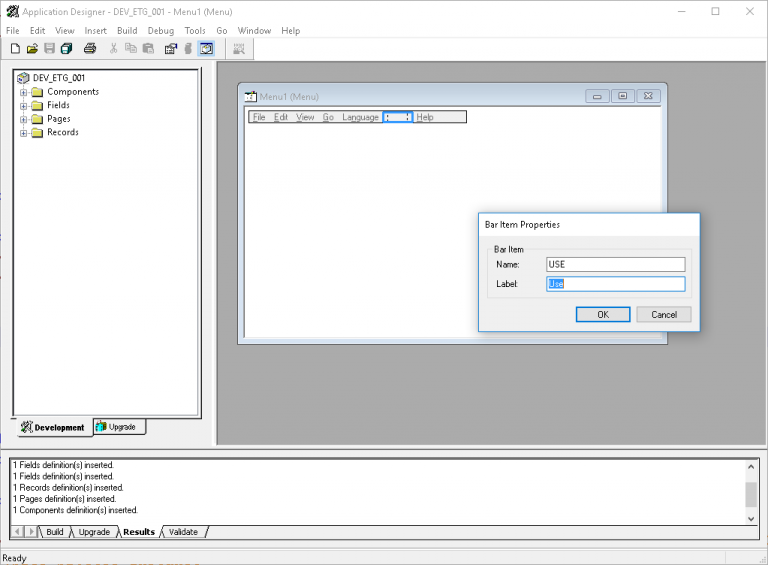 Application Designer - DEV_ETG_001 - Menu1 (Menu)
File Edit View Insert Build Debug Tools Go Window Help
DEV_ETG_001
Components
Fields
Pages
Records
Development Upgrade
Menu1 (Menu)
File Edit View Go Language Help
Bar Item Properties
Bar Item
Name: USE
Label: Use
OK Cancel
1 Fields definition(s) inserted.
1 Fields definition(s) inserted.
1 Records definition(s) inserted.
1 Pages definition(s) inserted.
1 Components definition(s) inserted.
Build Upgrade Results Validate
Ready